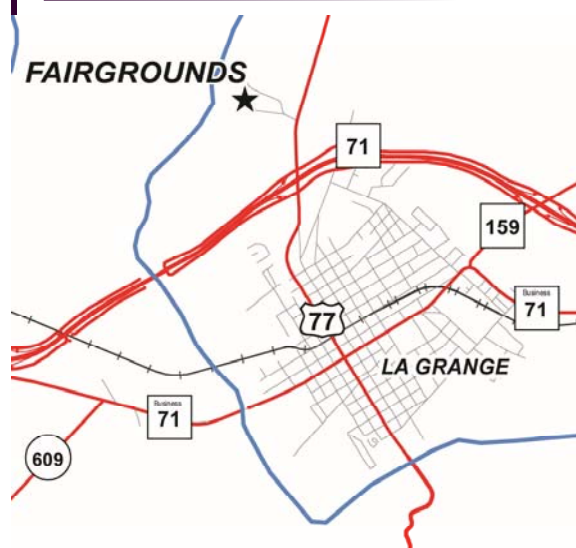 FAIRGROUNDS
71
159
Business
71
77
LA GRANGE
Business
71
609